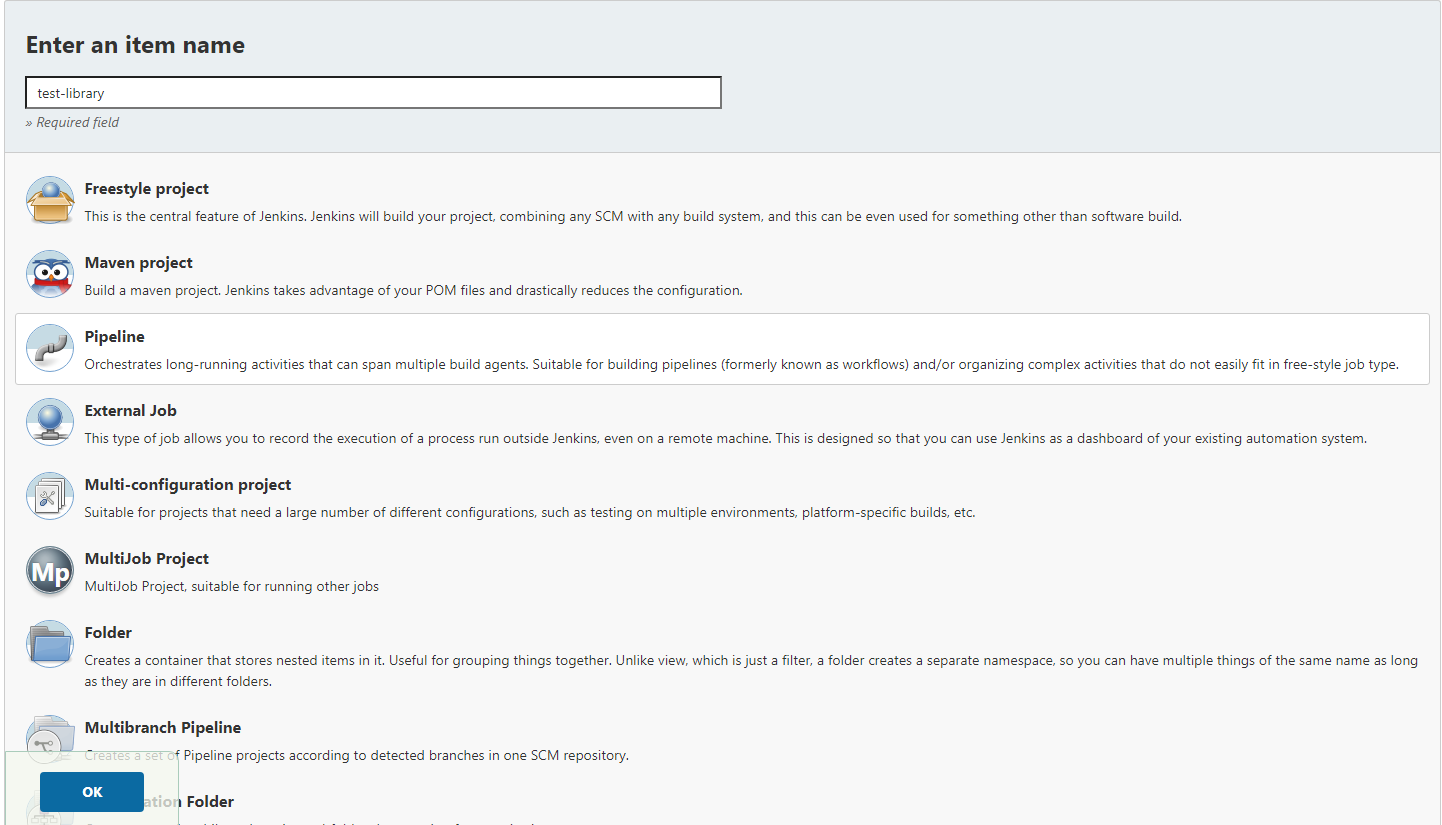 Enter an item name
test-library
» Required field
Freestyle project
This is the central feature of Jenkins. Jenkins will build your project, combining any SCM with any build system, and this can be even used for something other than software build.
Maven project
Build a maven project. Jenkins takes advantage of your POM files and drastically reduces the configuration.
Pipeline
Orchestrates long-running activities that can span multiple build agents. Suitable for building pipelines (formerly known as workflows) and/or organizing complex activities that do not easily fit in free-style job type.
External Job
This type of job allows you to record the execution of a process run outside Jenkins, even on a remote machine. This is designed so that you can use Jenkins as a dashboard of your existing automation system.
Multi-configuration project
Suitable for projects that need a large number of different configurations, such as testing on multiple environments, platform-specific builds, etc.
Mp
MultiJob Project
MultiJob Project, suitable for running other jobs
Folder
Creates a container that stores nested items in it. Useful for grouping things together. Unlike view, which is just a filter, a folder creates a separate namespace, so you can have multiple things of the same name as long
as they are in different folders.
Multibranch Pipeline
Creates a set of Pipeline projects according to detected branches in one SCM repository.
OK
Folder